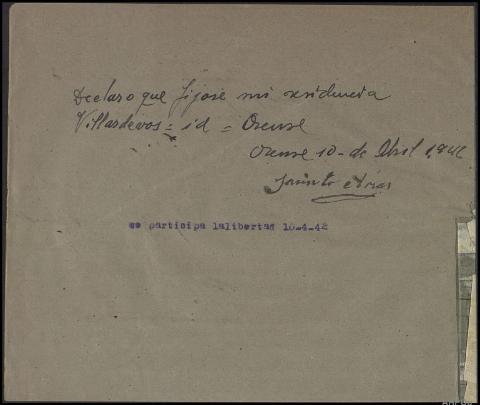 Declaro que fijare mi residencia
Villardevos = id = Orense
Orense 10 - de Abril 1,942
Jacinto Arias
se participa lalibertad 10-4-42